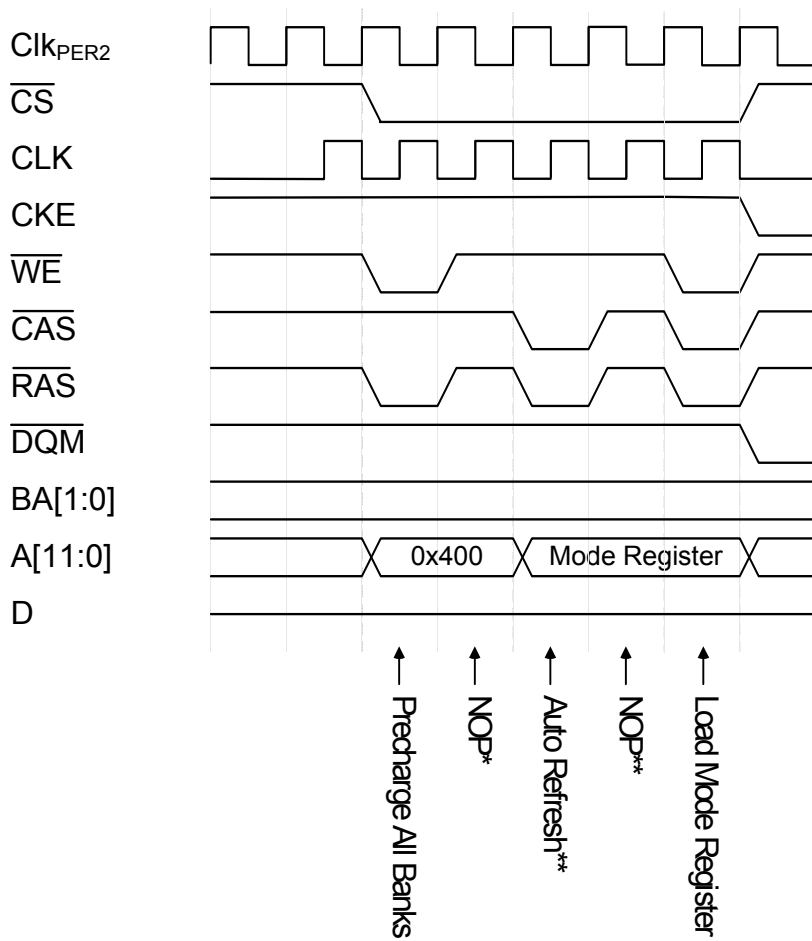 Clk_PER2
CS
CLK
CKE
WE
CAS
RAS
DQM
BA[1:0]
A[11:0] 0x400 Mode Register
D
Precharge All Banks
NOP*
Auto Refresh**
NOP**
Load Mode Register